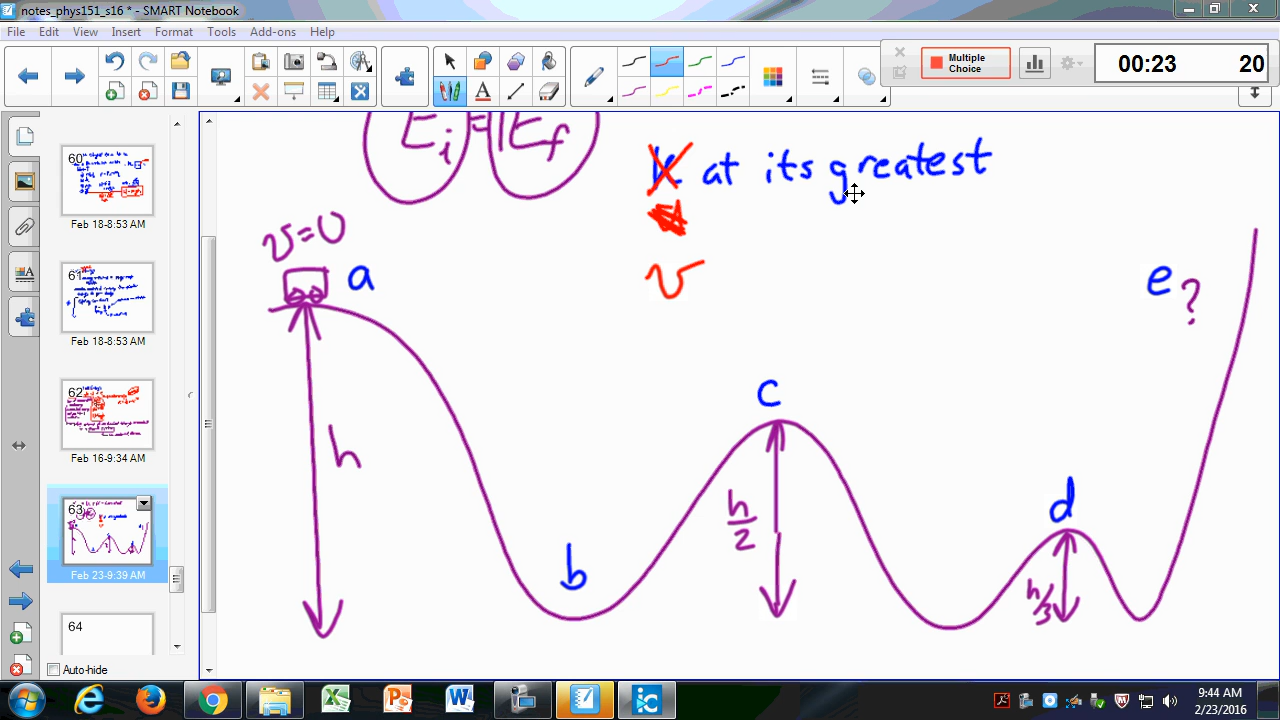 notes_phys151_s16 * - SMART Notebook
File Edit View Insert Format Tools Add-ons Help
Multiple Choice
00:23 20
60
Feb 18-8:53 AM
61
Feb 18-8:53 AM
62
Feb 16-9:34 AM
63
Feb 23-9:39 AM
64
Auto-hide
Ei = Ef
K at its greatest
v
v=0
a
h
b
c
h/2
d
h/3
e ?
9:44 AM
2/23/2016